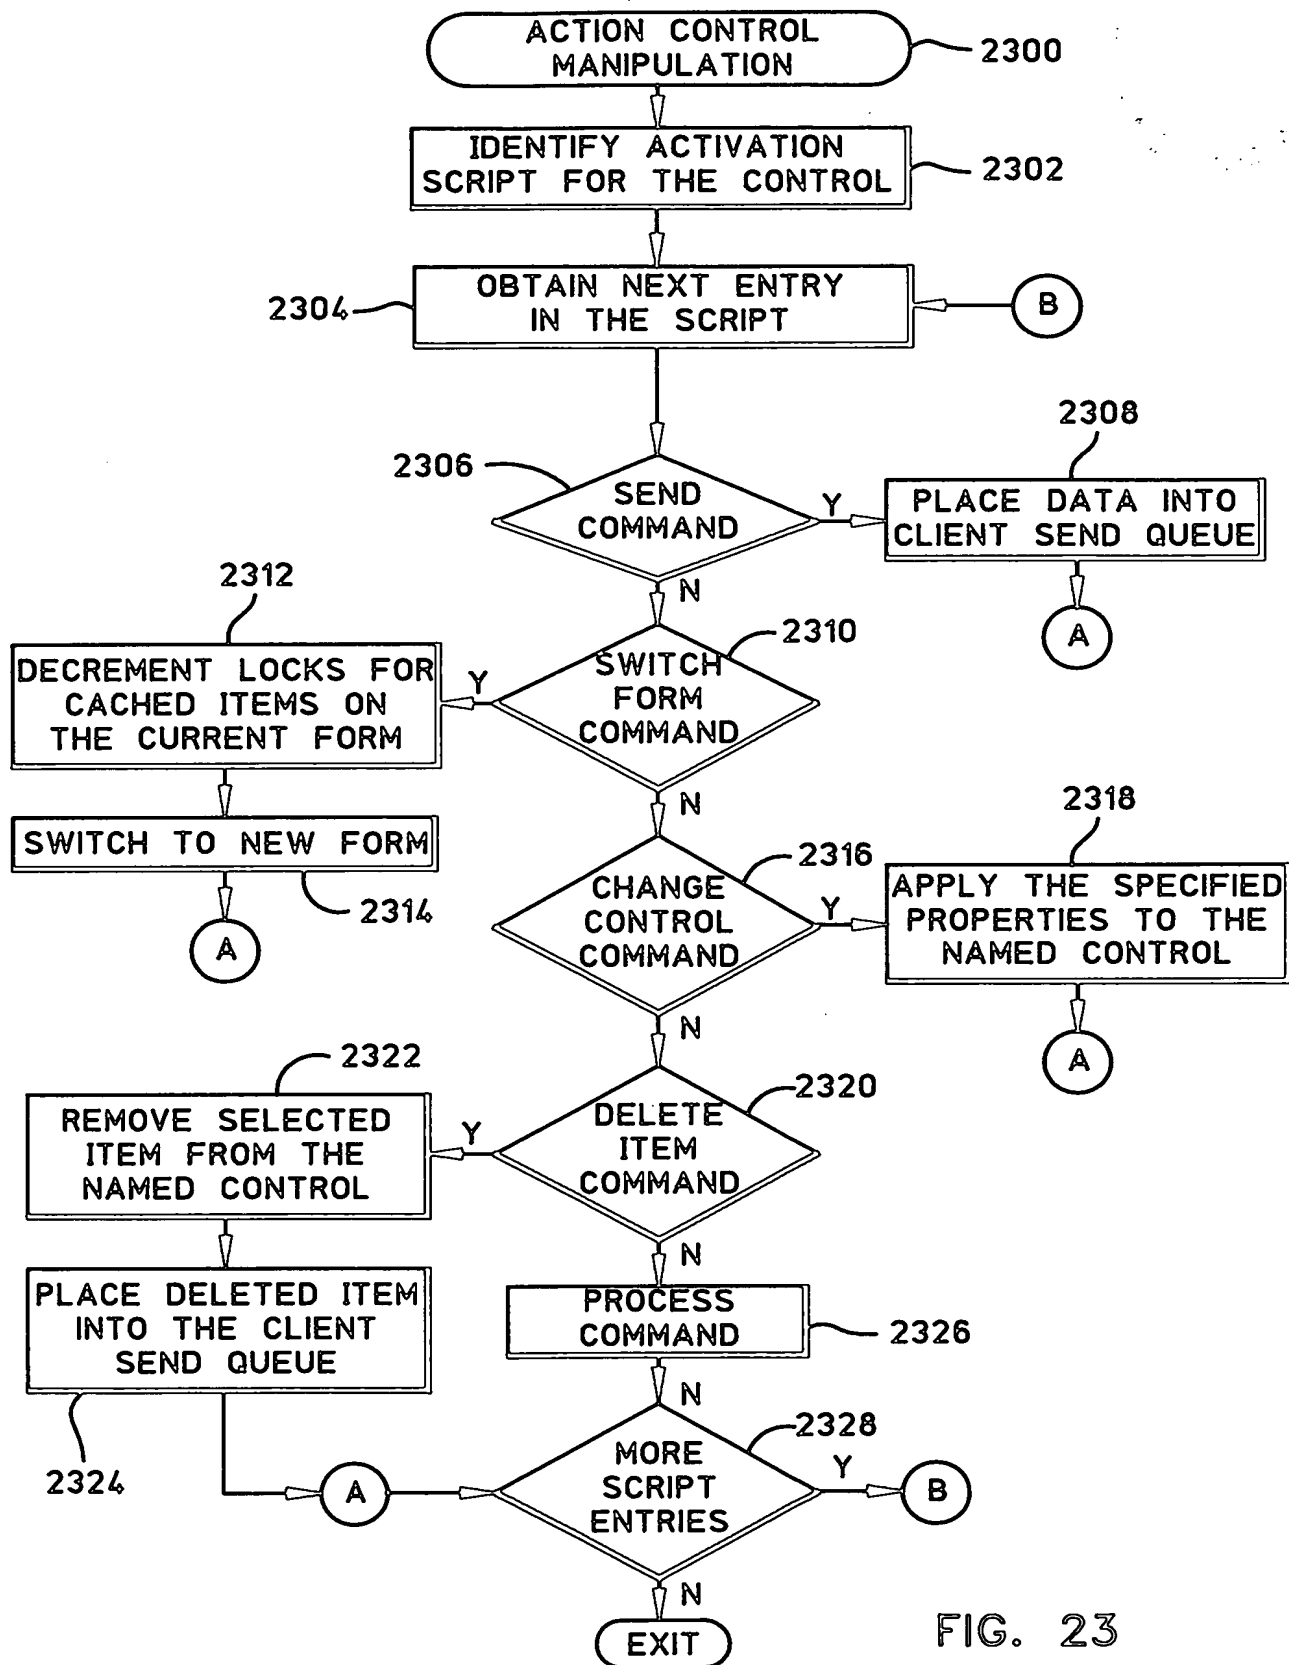 ACTION CONTROL
MANIPULATION
2300
IDENTIFY ACTIVATION
SCRIPT FOR THE CONTROL
2302
OBTAIN NEXT ENTRY
IN THE SCRIPT
2304
B
2306
SEND
COMMAND
Y
2308
PLACE DATA INTO
CLIENT SEND QUEUE
A
N
2310
SWITCH
FORM
COMMAND
Y
2312
DECREMENT LOCKS FOR
CACHED ITEMS ON
THE CURRENT FORM
SWITCH TO NEW FORM
2314
A
N
2316
CHANGE
CONTROL
COMMAND
Y
2318
APPLY THE SPECIFIED
PROPERTIES TO THE
NAMED CONTROL
A
N
2320
DELETE
ITEM
COMMAND
Y
2322
REMOVE SELECTED
ITEM FROM THE
NAMED CONTROL
PLACE DELETED ITEM
INTO THE CLIENT
SEND QUEUE
2324
N
PROCESS
COMMAND
2326
N
A
2328
MORE
SCRIPT
ENTRIES
Y
B
N
EXIT
FIG. 23